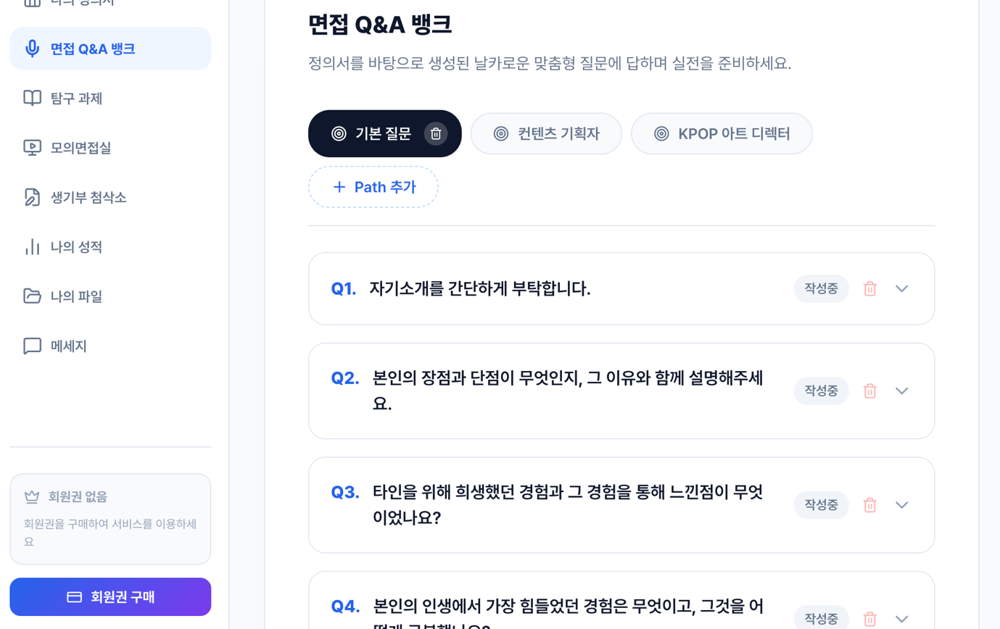 면접 Q&A 뱅크
탐구 과제
모의면접실
생기부 첨삭소
나의 성적
나의 파일
메세지
회원권 없음
회원권을 구매하여 서비스를 이용하세
요
회원권 구매
면접 Q&A 뱅크
정의서를 바탕으로 생성된 날카로운 맞춤형 질문에 답하며 실전을 준비하세요.
기본 질문
컨텐츠 기획자
KPOP 아트 디렉터
+ Path 추가
Q1. 자기소개를 간단하게 부탁합니다.
작성중
Q2. 본인의 장점과 단점이 무엇인지, 그 이유와 함께 설명해주세
요.
작성중
Q3. 타인을 위해 희생했던 경험과 그 경험을 통해 느낀점이 무엇
이었나요?
작성중
Q4. 본인의 인생에서 가장 힘들었던 경험은 무엇이고, 그것을 어
작성중